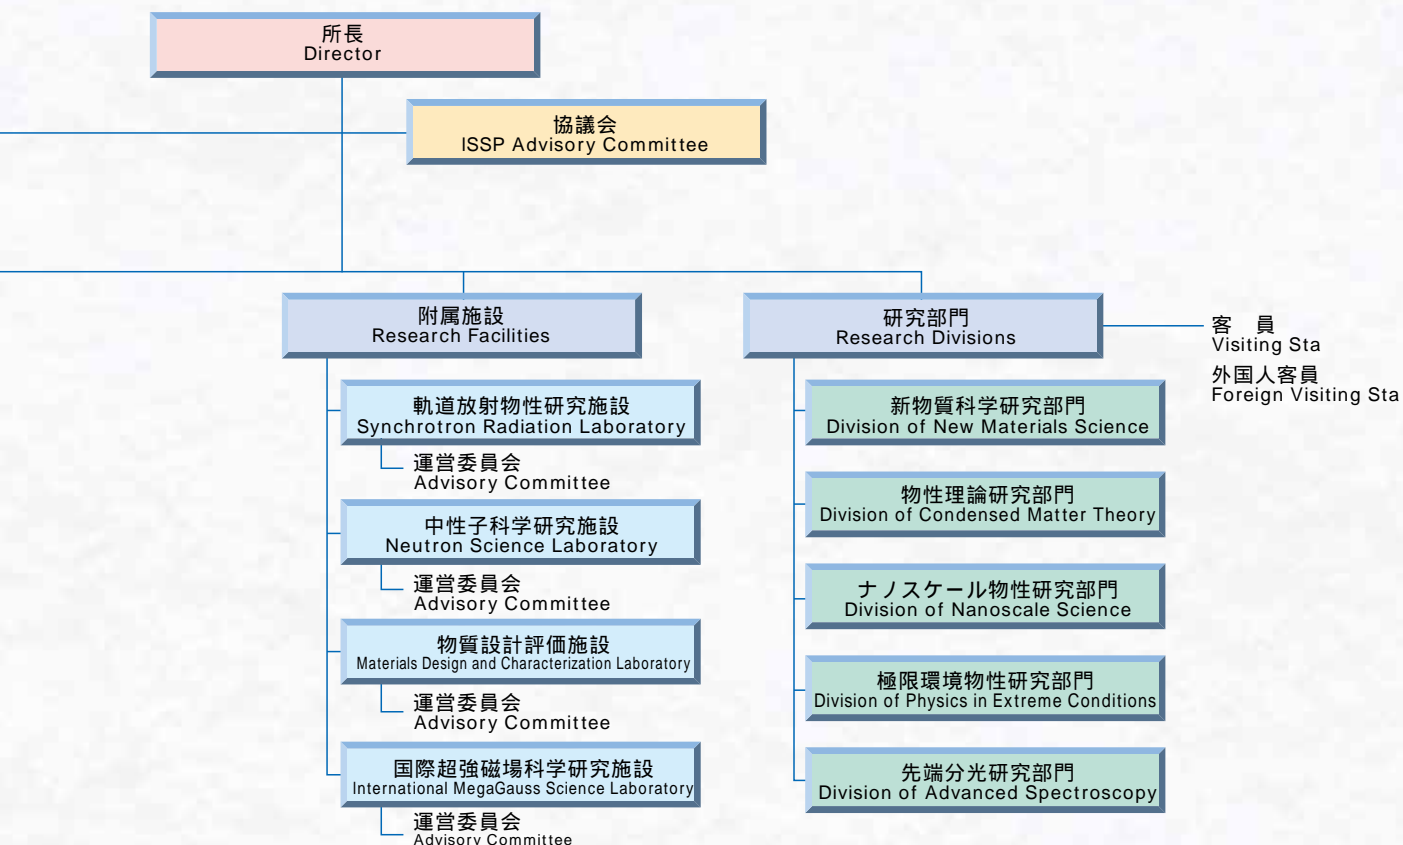 所長
Director
協議会
ISSP Advisory Committee
附属施設
Research Facilities
軌道放射物性研究施設
Synchrotron Radiation Laboratory
運営委員会
Advisory Committee
中性子科学研究施設
Neutron Science Laboratory
運営委員会
Advisory Committee
物質設計評価施設
Materials Design and Characterization Laboratory
運営委員会
Advisory Committee
国際超強磁場科学研究施設
International MegaGauss Science Laboratory
運営委員会
Advisory Committee
研究部門
Research Divisions
客　員
Visiting Sta
外国人客員
Foreign Visiting Sta
新物質科学研究部門
Division of New Materials Science
物性理論研究部門
Division of Condensed Matter Theory
ナノスケール物性研究部門
Division of Nanoscale Science
極限環境物性研究部門
Division of Physics in Extreme Conditions
先端分光研究部門
Division of Advanced Spectroscopy